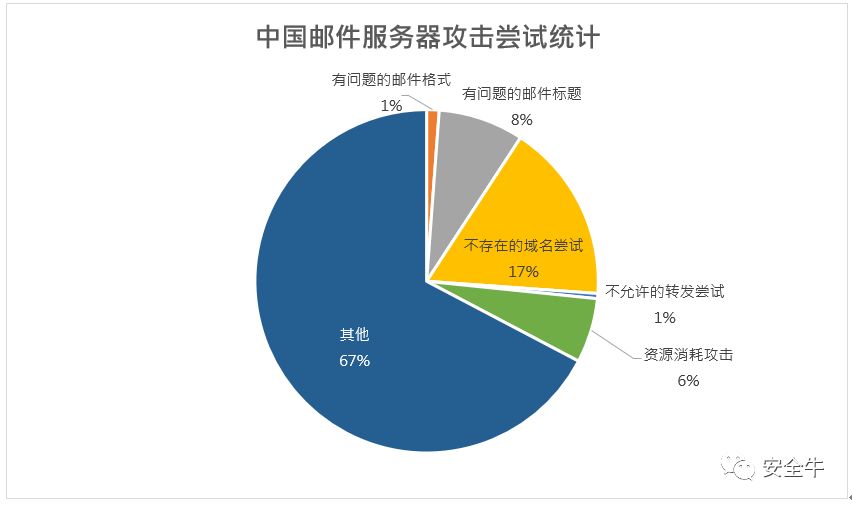 中国邮件服务器攻击尝试统计
有问题的邮件格式
1%
有问题的邮件标题
8%
不存在的域名尝试
17%
不允许的转发尝试
1%
资源消耗攻击
6%
其他
67%
安全牛